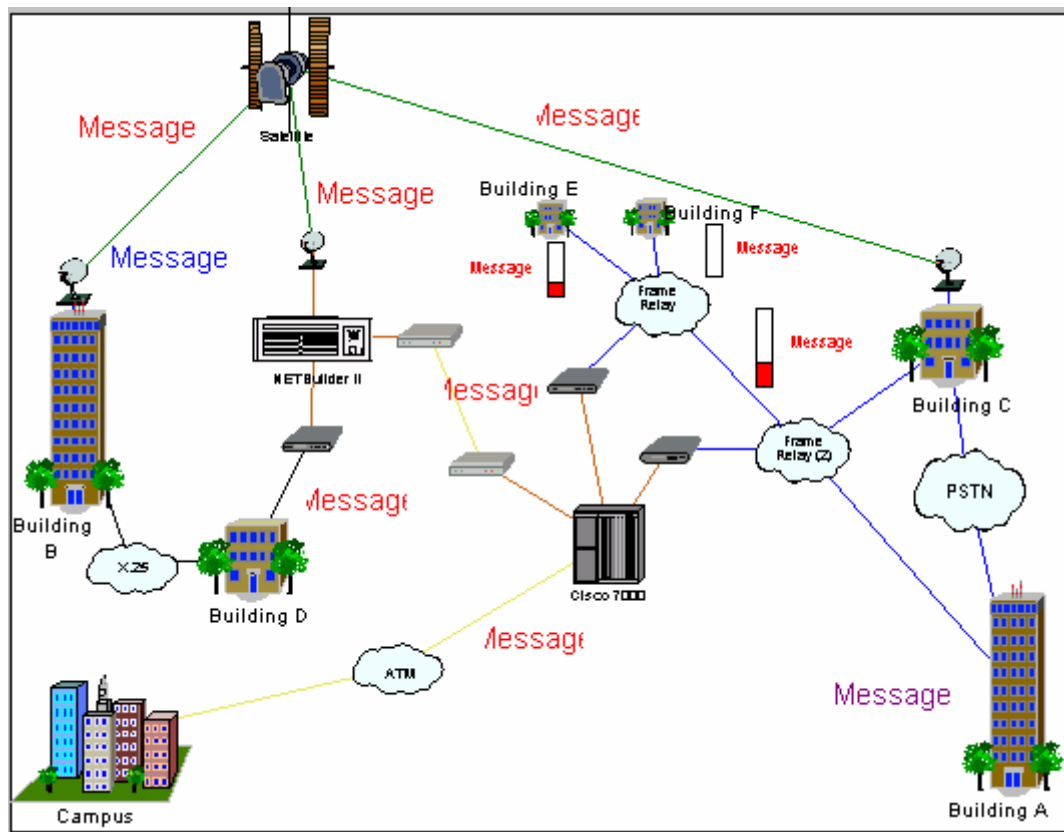 Message
Message
Satellite
Message
Building E
Building F
Message
Message
Message
Frame
Relay
Message
NETBuilder II
Message
Building C
Frame
Relay (2)
PSTN
Message
Building
B
X.25
Building D
Cisco 7000
Message
ATM
Message
Campus
Building A